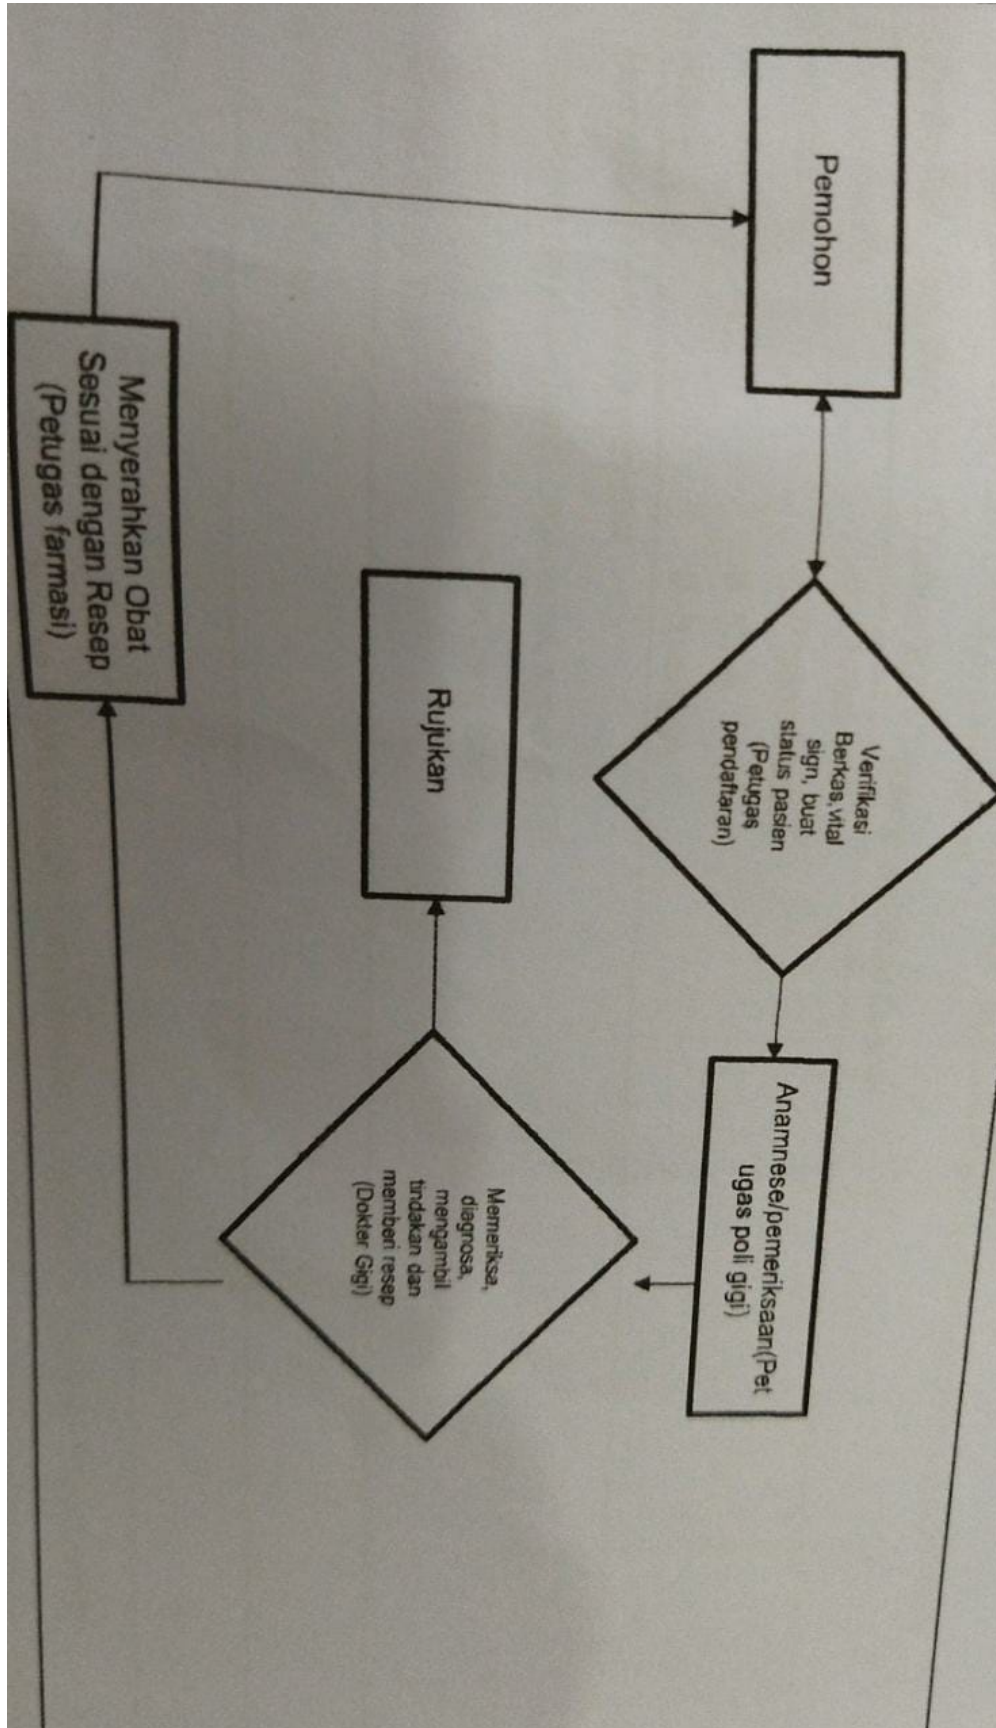 Pemohon
Verifikasi
Berkas,vital
sign, buat
status pasien
(Petugas
pendaftaran)
Anamnese/pemeriksaan(Pet
ugas poli gigi)
Memeriksa,
diagnosa,
mengambil
tindakan dan
memberi resep
(Dokter Gigi)
Rujukan
Menyerahkan Obat
Sesuai dengan Resep
(Petugas farmasi)